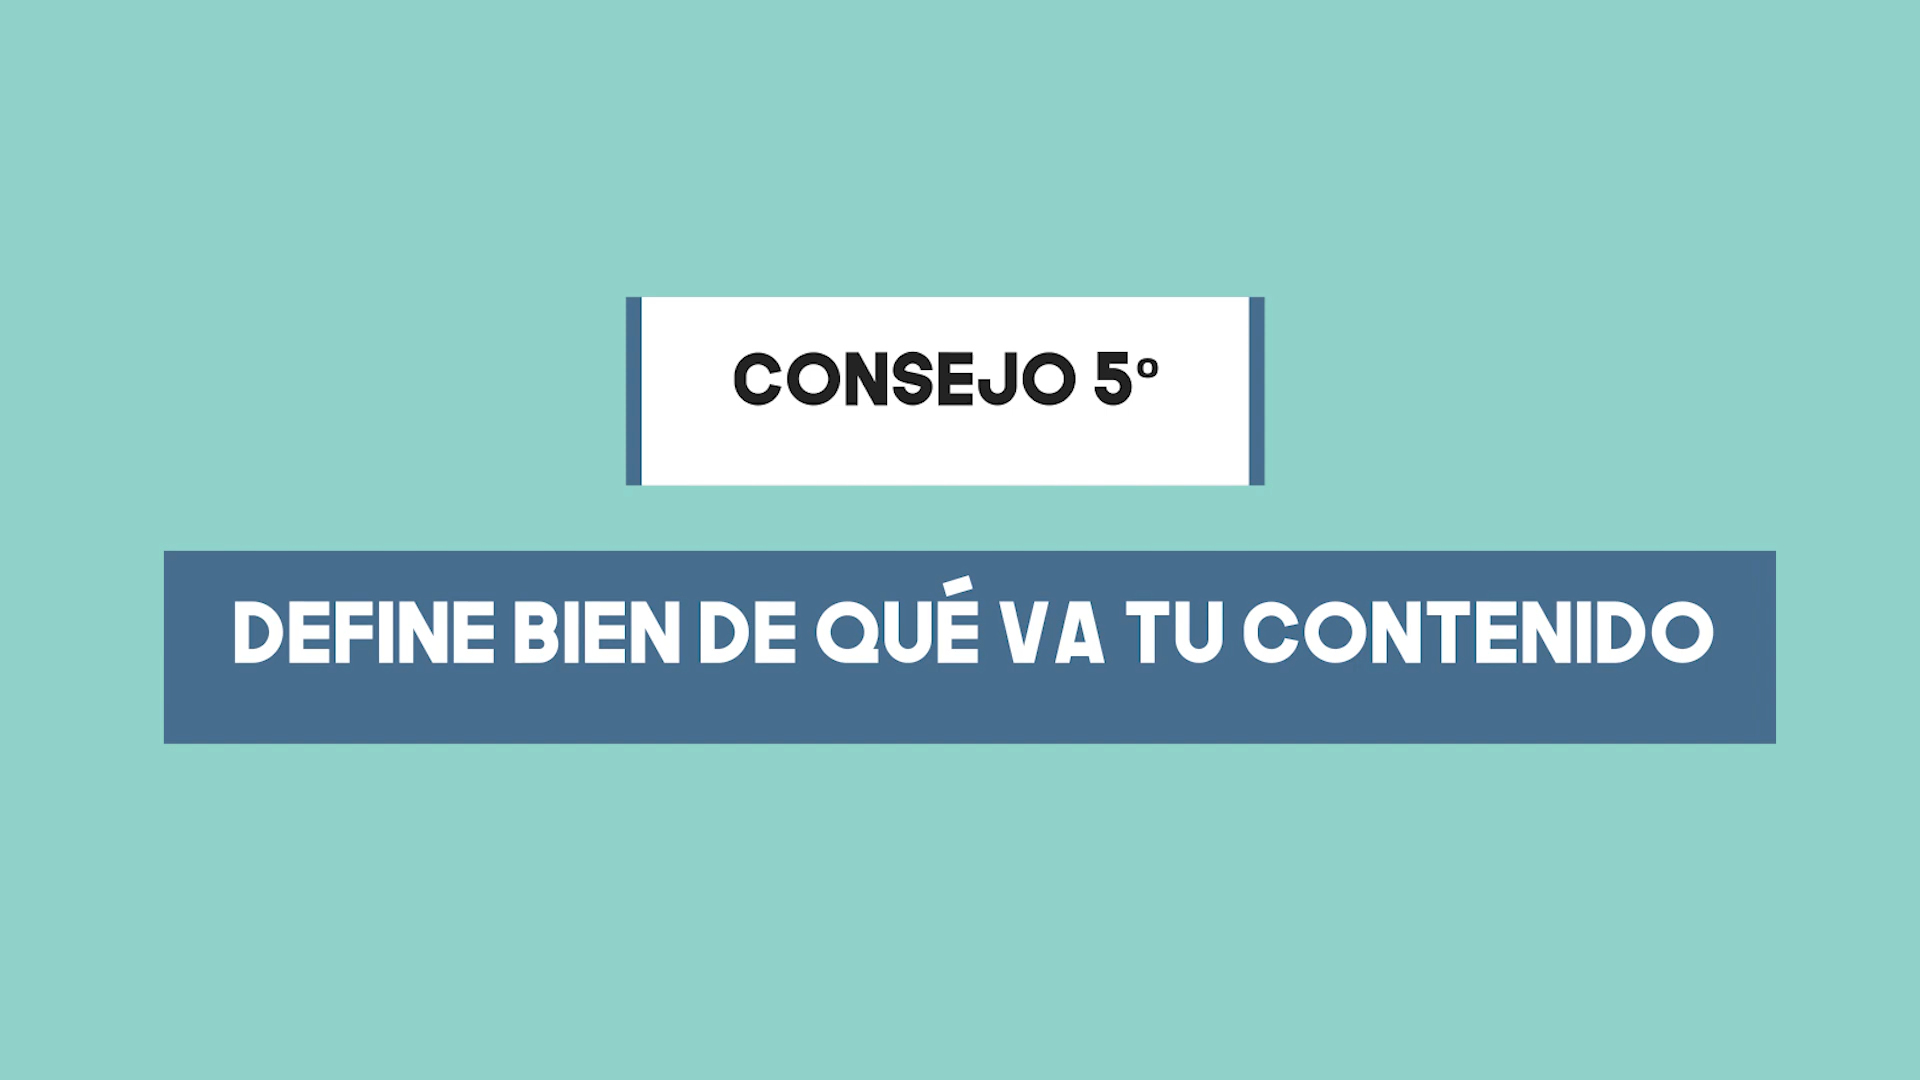 CONSEJO 5º
DEFINE BIEN DE QUÉ VA TU CONTENIDO